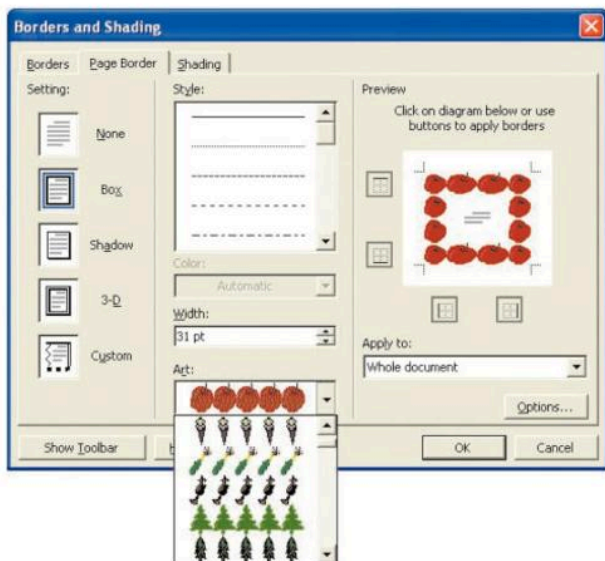 Borders and Shading
Borders
Page Border
Shading
Setting:
None
Box
Shadow
3-D
Custom
Style:
Color:
Automatic
Width:
31 pt
Art:
Preview
Click on diagram below or use
buttons to apply borders
Apply to:
Whole document
Options...
Show Toolbar
OK
Cancel